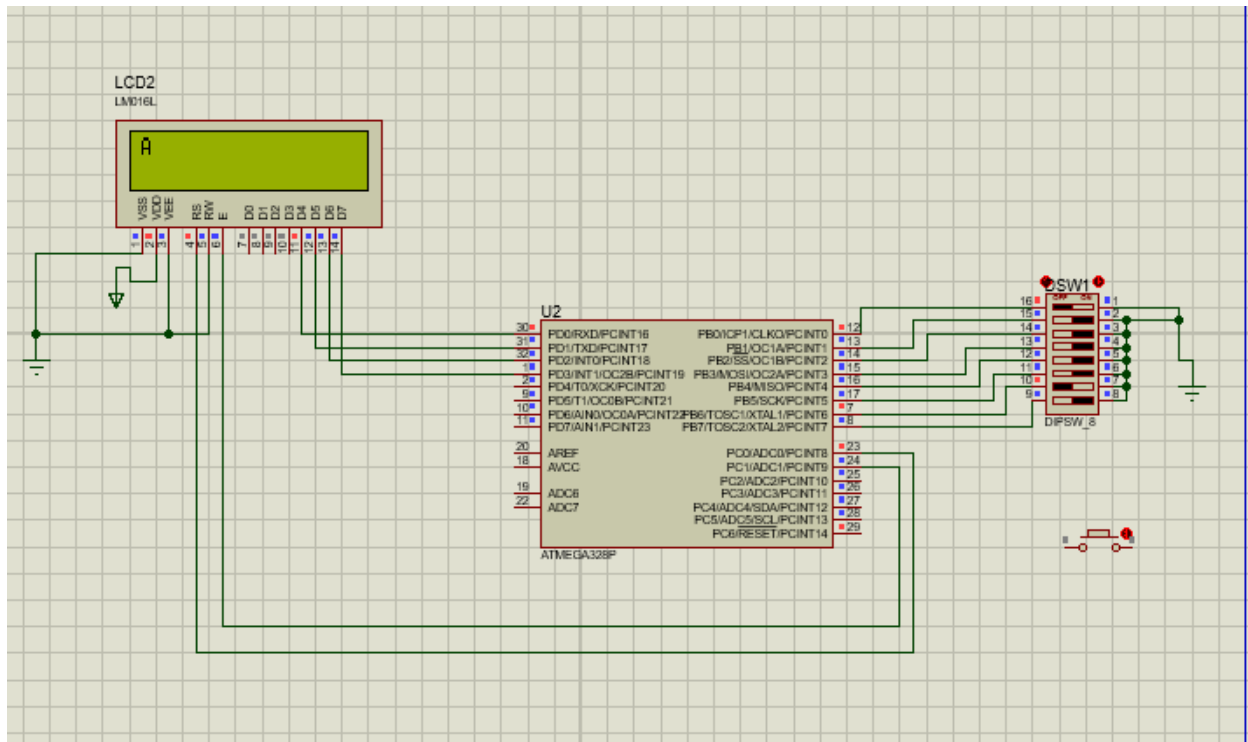 LCD2
LM016L
A
VSS
VDD
VEE
RS
RW
E
D0
D1
D2
D3
D4
D5
D6
D7
1
2
3
4
5
6
7
8
9
10
11
12
13
14
U2
30 PD0/RXD/PCINT16 PB0/ICP1/CLKO/PCINT0 12
31 PD1/TXD/PCINT17 PB1/OC1A/PCINT1 13
32 PD2/INT0/PCINT18 PB2/SS/OC1B/PCINT2 14
1 PD3/INT1/OC2B/PCINT19 PB3/MOSI/OC2A/PCINT3 15
2 PD4/T0/XCK/PCINT20 PB4/MISO/PCINT4 16
9 PD5/T1/OC0B/PCINT21 PB5/SCK/PCINT5 17
10 PD6/AIN0/OC0A/PCINT22 PB6/TOSC1/XTAL1/PCINT6 7
11 PD7/AIN1/PCINT23 PB7/TOSC2/XTAL2/PCINT7 8
20 AREF PC0/ADC0/PCINT8 23
18 AVCC PC1/ADC1/PCINT9 24
PC2/ADC2/PCINT10 25
19 ADC6 PC3/ADC3/PCINT11 26
22 ADC7 PC4/ADC4/SDA/PCINT12 27
PC5/ADC5/SCL/PCINT13 28
PC6/RESET/PCINT14 29
ATMEGA328P
DSW1
OFF ON
16 1
15 2
14 3
13 4
12 5
11 6
10 7
9 8
DIPSW_8